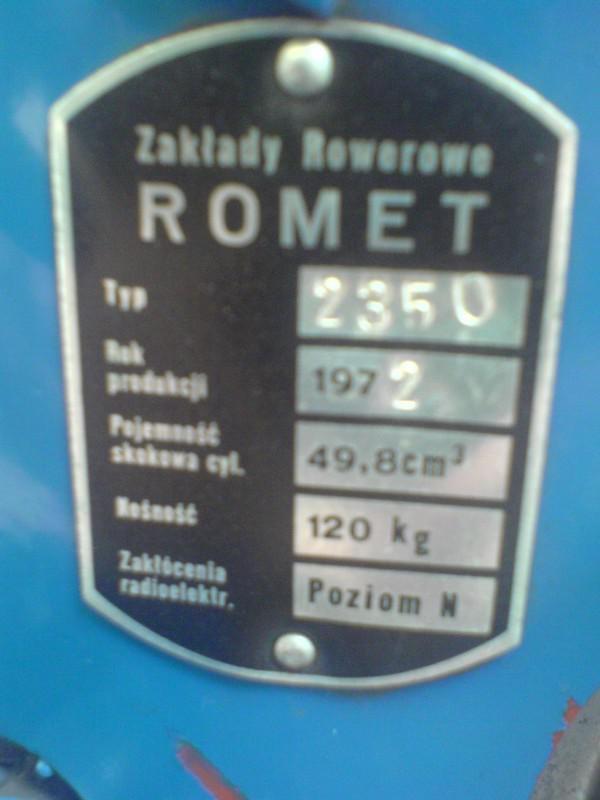 Zakłady Rowerowe
ROMET
Typ 2350
Rok
produkcji 1972
Pojemność
skokowa cyl. 49,8cm³
Nośność 120 kg
Zakłócenia
radioelektr. Poziom N